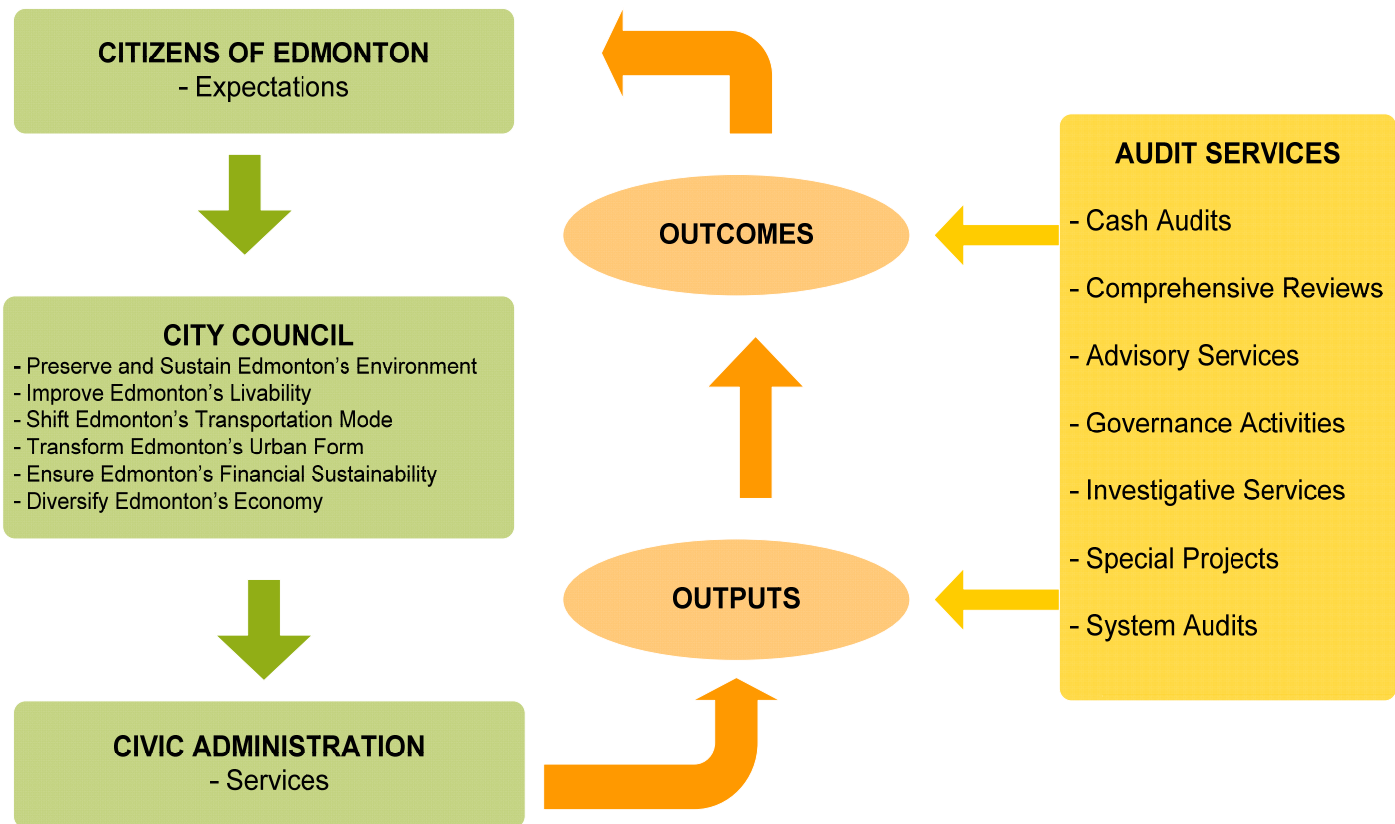 CITIZENS OF EDMONTON
- Expectations
CITY COUNCIL
- Preserve and Sustain Edmonton’s Environment
- Improve Edmonton’s Livability
- Shift Edmonton’s Transportation Mode
- Transform Edmonton’s Urban Form
- Ensure Edmonton’s Financial Sustainability
- Diversify Edmonton’s Economy
CIVIC ADMINISTRATION
- Services
OUTCOMES
OUTPUTS
AUDIT SERVICES
- Cash Audits
- Comprehensive Reviews
- Advisory Services
- Governance Activities
- Investigative Services
- Special Projects
- System Audits